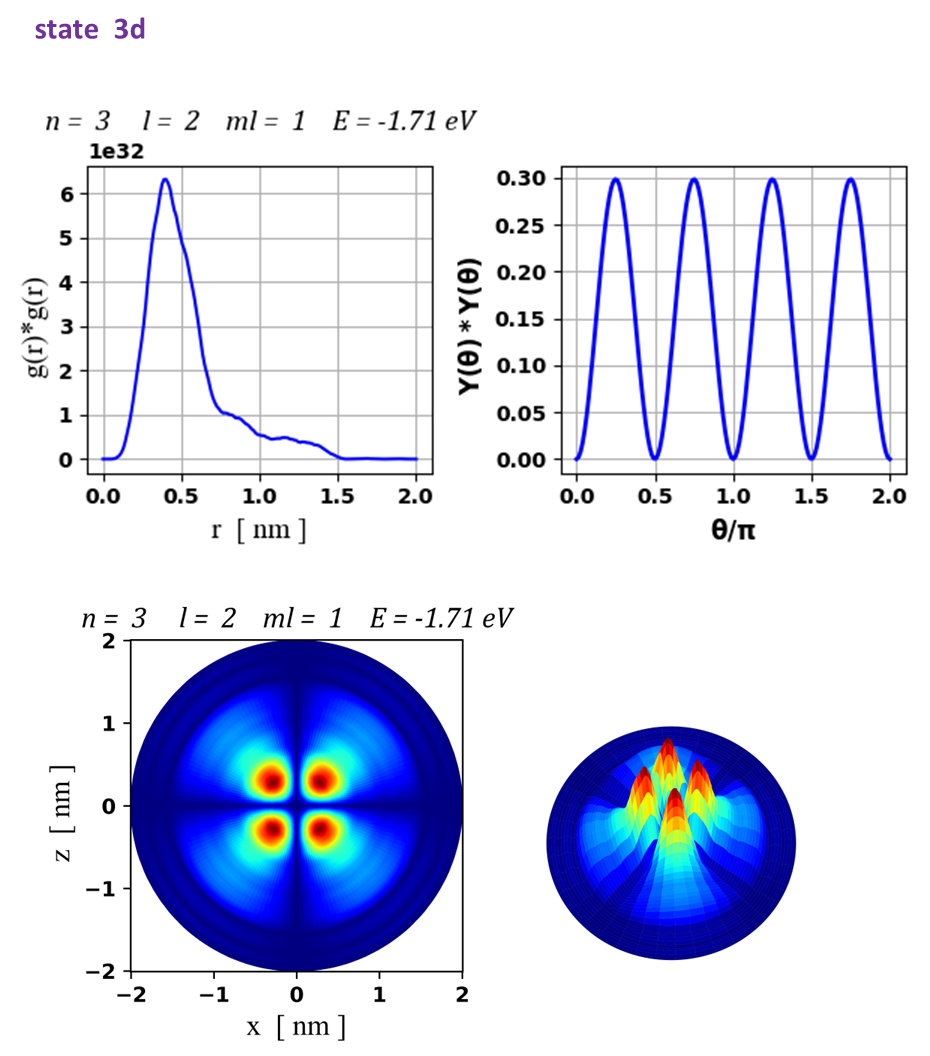 state 3d
n = 3 l = 2 ml = 1 E = -1.71 eV
1e32
6
5
4
3
2
1
0
g(r)*g(r)
0.0 0.5 1.0 1.5 2.0
r [ nm ]
0.30
0.25
0.20
0.15
0.10
0.05
0.00
Y(θ) * Y(θ)
0.0 0.5 1.0 1.5 2.0
θ/π
n = 3 l = 2 ml = 1 E = -1.71 eV
2
1
0
−1
−2
z [ nm ]
−2 −1 0 1 2
x [ nm ]